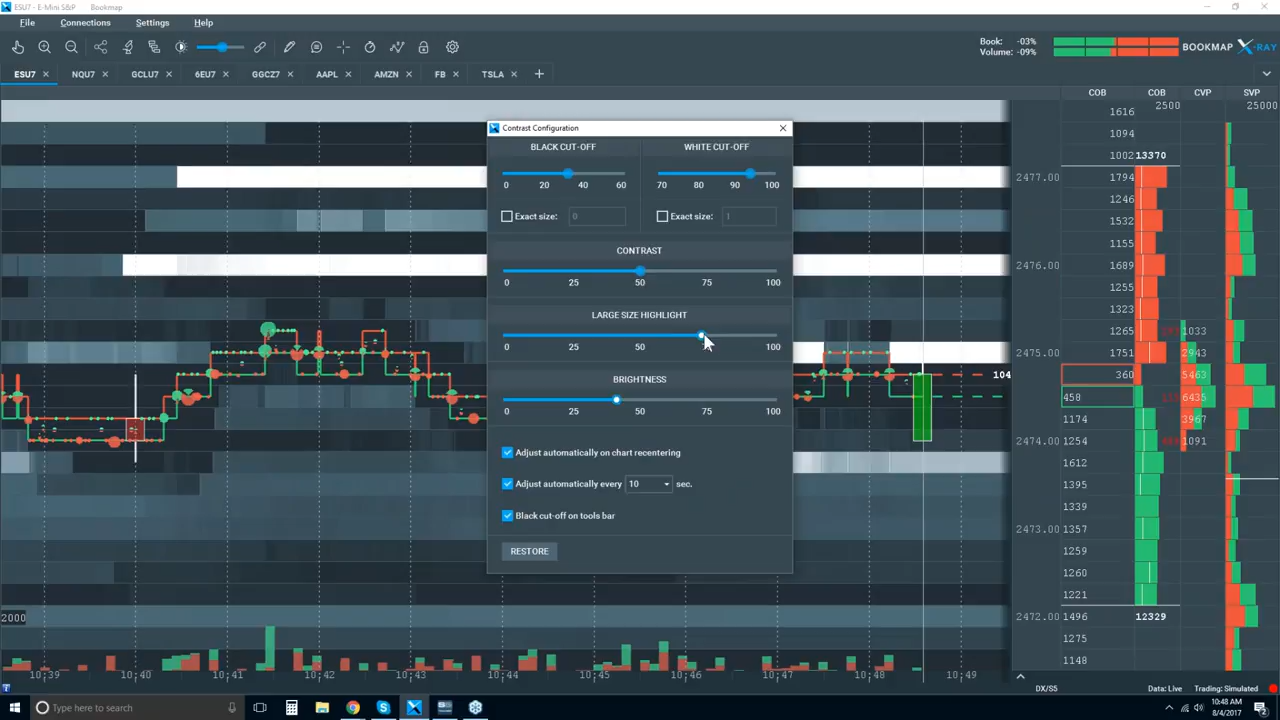 ESU7 - E-Mini S&P    Bookmap
File Connections Settings Help
Book: -03%
Volume: -09%
BOOKMAP X-RAY
ESU7 × NQU7 × GCLU7 × 6EU7 × GGCZ7 × AAPL × AMZN × FB × TSLA × +
COB COB CVP SVP
2500 25000
1616
1094
1002 13370
2477.00 1794
1246
1532
1155
2476.00 1689
1255
1323
1265 1033
2475.00 1751 2943
104 360 5463
450 6435
1174 3967
2474.00 1254 1091
1612
1395
1339
2473.00 1357
1259
1260
1221
2472.00 1496 12329
1275
1148
Contrast Configuration
BLACK CUT-OFF WHITE CUT-OFF
0 20 40 60 70 80 90 100
Exact size: 0 Exact size: 1
CONTRAST
0 25 50 75 100
LARGE SIZE HIGHLIGHT
0 25 50 75 100
BRIGHTNESS
0 25 50 75 100
Adjust automatically on chart recentering
Adjust automatically every 10 sec.
Black cut-off on tools bar
RESTORE
2000
10:39 10:40 10:41 10:42 10:43 10:44 10:45 10:46 10:47 10:48 10:49
DX/S5 Data: Live Trading: Simulated
Type here to search
10:48 AM
8/4/2017
2